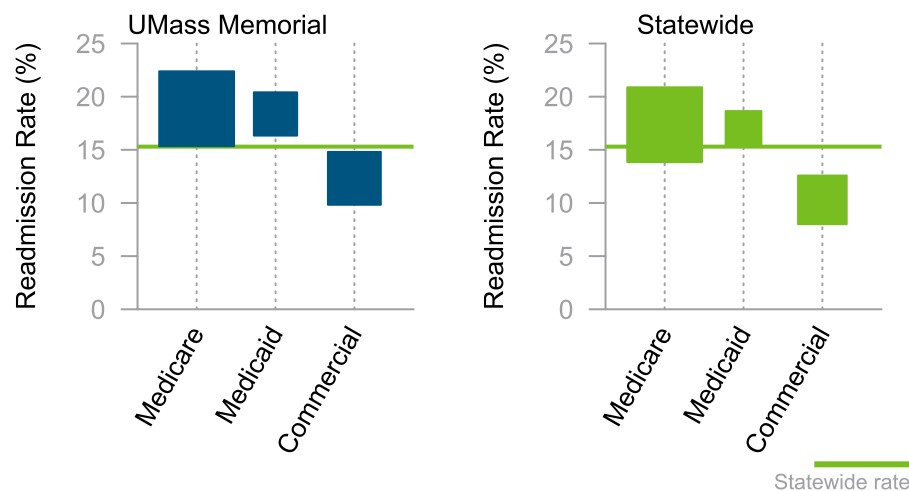 UMass Memorial
Readmission Rate (%)
25
20
15
10
5
0
Medicare
Medicaid
Commercial
Statewide
Readmission Rate (%)
25
20
15
10
5
0
Medicare
Medicaid
Commercial
Statewide rate